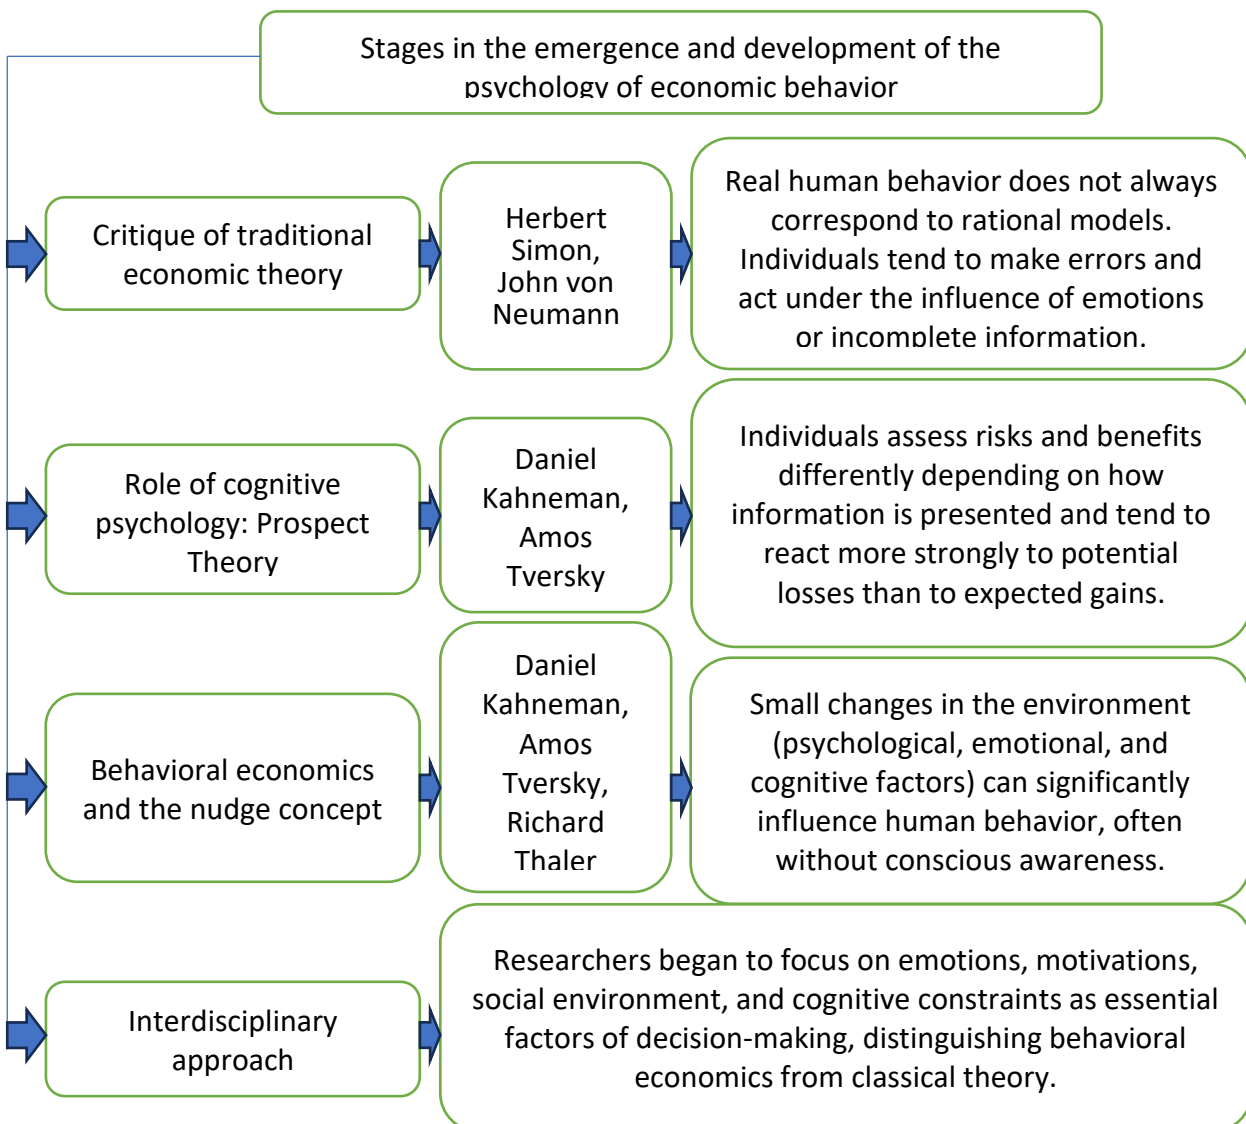 Stages in the emergence and development of the
psychology of economic behavior
Critique of traditional
economic theory
Herbert
Simon,
John von
Neumann
Real human behavior does not always
correspond to rational models.
Individuals tend to make errors and
act under the influence of emotions
or incomplete information.
Role of cognitive
psychology: Prospect
Theory
Daniel
Kahneman,
Amos
Tversky
Individuals assess risks and benefits
differently depending on how
information is presented and tend to
react more strongly to potential
losses than to expected gains.
Behavioral economics
and the nudge concept
Daniel
Kahneman,
Amos
Tversky,
Richard
Thaler
Small changes in the environment
(psychological, emotional, and
cognitive factors) can significantly
influence human behavior, often
without conscious awareness.
Interdisciplinary
approach
Researchers began to focus on emotions, motivations,
social environment, and cognitive constraints as essential
factors of decision-making, distinguishing behavioral
economics from classical theory.